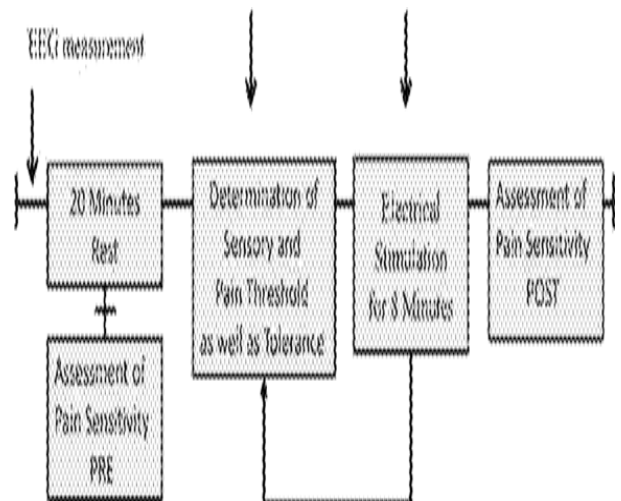 EEG measurement
20 Minutes
Rest
Determination of
Sensory and
Pain Threshold
as well as Tolerance
Electrical
Stimulation
for 8 Minutes
Assessment of
Pain Sensitivity
POST
Assessment of
Pain Sensitivity
PRE